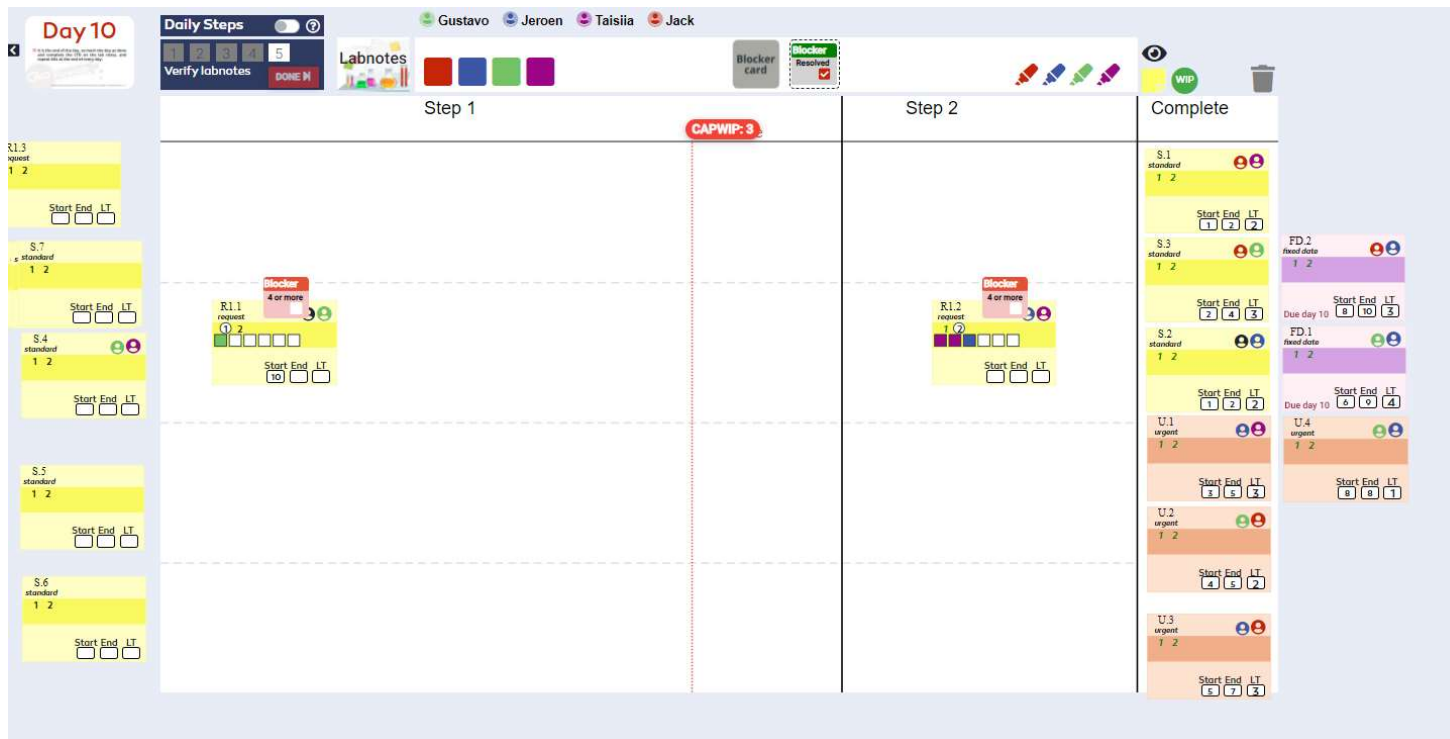 Day 10
Daily Steps ?
1 2 3 4 5
Verify labnotes DONE
Labnotes
Gustavo Jeroen Taisiia Jack
Blocker card
Blocker
Resolved
WIP
Step 1
Step 2
Complete
CAPWIP: 3
R1.3
request
1 2
Start End LT
S.7
standard
1 2
Start End LT
S.4
standard
1 2
Start End LT
S.5
standard
1 2
Start End LT
S.6
standard
1 2
Start End LT
Blocker
4 or more
R1.1
request
1 2
Start End LT
10
Blocker
4 or more
R1.2
request
1 2
Start End LT
S.1
standard
1 2
Start End LT
1 2 2
S.3
standard
1 2
Start End LT
2 4 3
S.2
standard
1 2
Start End LT
1 2 2
U.1
urgent
1 2
Start End LT
3 5 3
U.2
urgent
1 2
Start End LT
4 5 2
U.3
urgent
1 2
Start End LT
5 7 3
FD.2
fixed date
1 2
Start End LT
Due day 10 8 10 3
FD.1
fixed date
1 2
Start End LT
Due day 10 6 9 4
U.4
urgent
1 2
Start End LT
8 8 1